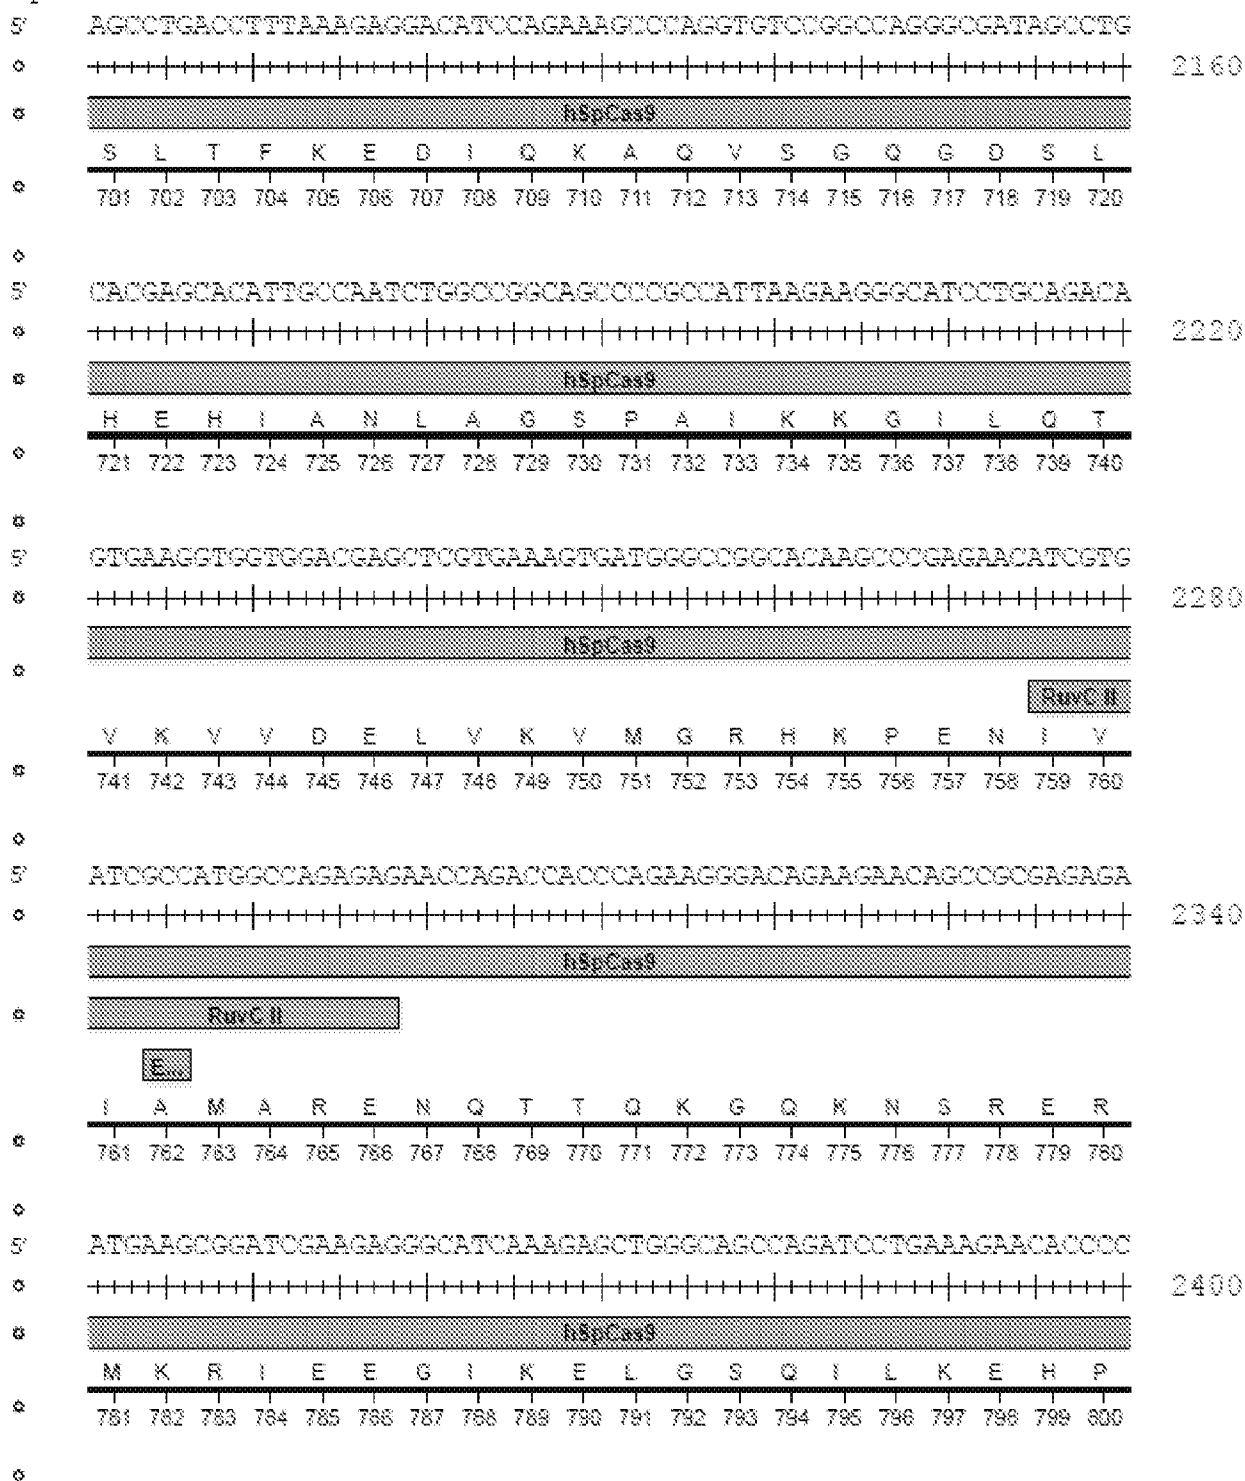 5' AGCCTGACCTTTAAAGAGGACATCCAGAAAGCCCAGGTGTCCGGCCAGGGCGATAGCCTG
2160
hSpCas9
S L T F K E D I Q K A Q V S G Q G D S L
701 702 703 704 705 706 707 708 709 710 711 712 713 714 715 716 717 718 719 720
5' CACGAGCACATTGCCAATCTGGCCGGCAGCCCCGCCATTAAGAAGGGCATCCTGCAGACA
2220
hSpCas9
H E H I A N L A G S P A I K K G I L Q T
721 722 723 724 725 726 727 728 729 730 731 732 733 734 735 736 737 738 739 740
5' GTGAAGGTGGTGGACGAGCTCGTGAAAGTGATGGGCCGGCACAAGCCCGAGAACATCGTG
2280
hSpCas9
RuvC II
V K V V D E L V K V M G R H K P E N I V
741 742 743 744 745 746 747 748 749 750 751 752 753 754 755 756 757 758 759 760
5' ATCGCCATGGCCAGAGAGAACCAGACCACCCAGAAGGGACAGAAGAACAGCCGCGAGAGA
2340
hSpCas9
RuvC II
E...
I A M A R E N Q T T Q K G Q K N S R E R
761 762 763 764 765 766 767 768 769 770 771 772 773 774 775 776 777 778 779 780
5' ATGAAGCGGATCGAAGAGGGCATCAAAGAGCTGGGCAGCCAGATCCTGAAAGAACACCCC
2400
hSpCas9
M K R I E E G I K E L G S Q I L K E H P
781 782 783 784 785 786 787 788 789 790 791 792 793 794 795 796 797 798 799 800